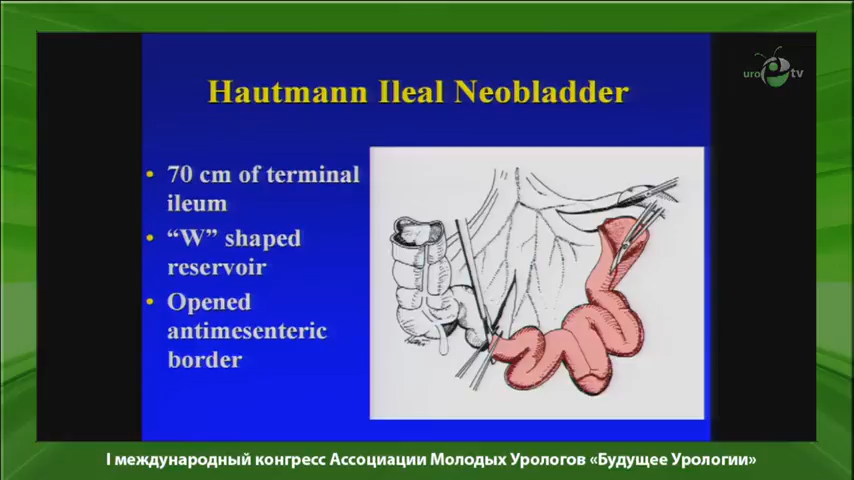 uro tv
Hautmann Ileal Neobladder
• 70 cm of terminal
ileum
• “W” shaped
reservoir
• Opened
antimesenteric
border
I международный конгресс Ассоциации Молодых Урологов «Будущее Урологии»